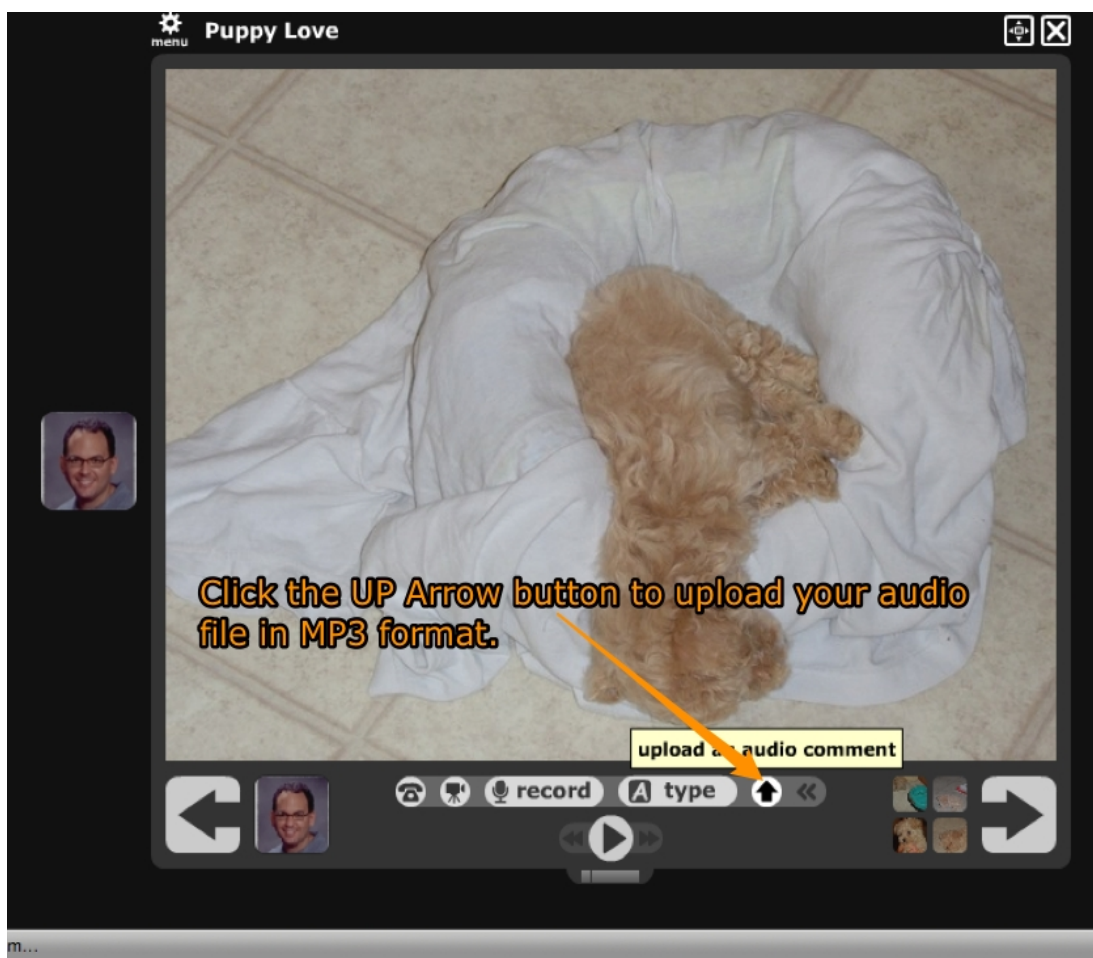 menu
Puppy Love
Click the UP Arrow button to upload your audio
file in MP3 format.
upload an audio comment
record
A type
m...